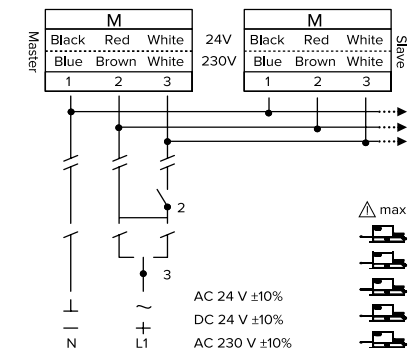 M M
Black Red White 24V Black Red White
Blue Brown White 230V Blue Brown White
1 2 3 1 2 3
Master
Slave
2
max
3
AC 24 V ±10%
~ DC 24 V ±10%
N L1 AC 230 V ±10%